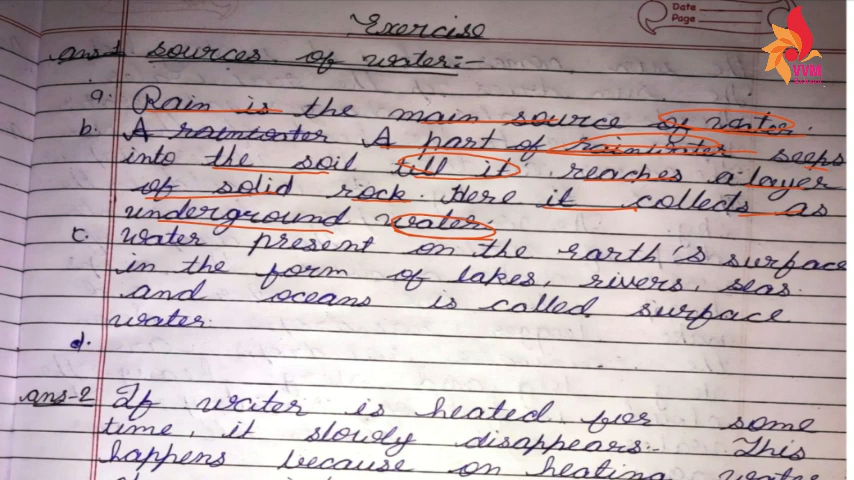 Date
Page
VVM
Exercise
ans-1 sources of water:-
a. Rain is the main source of water.
b. A rainwater A part of rainwater seeps
into the soil till it reaches a layer
of solid rock. Here it collects as
underground water.
c. water present on the earth's surface
in the form of lakes, rivers, seas
and oceans is called surface
water.
d.
ans-2 If water is heated for some
time, it slowly disappears. This
happens because on heating water